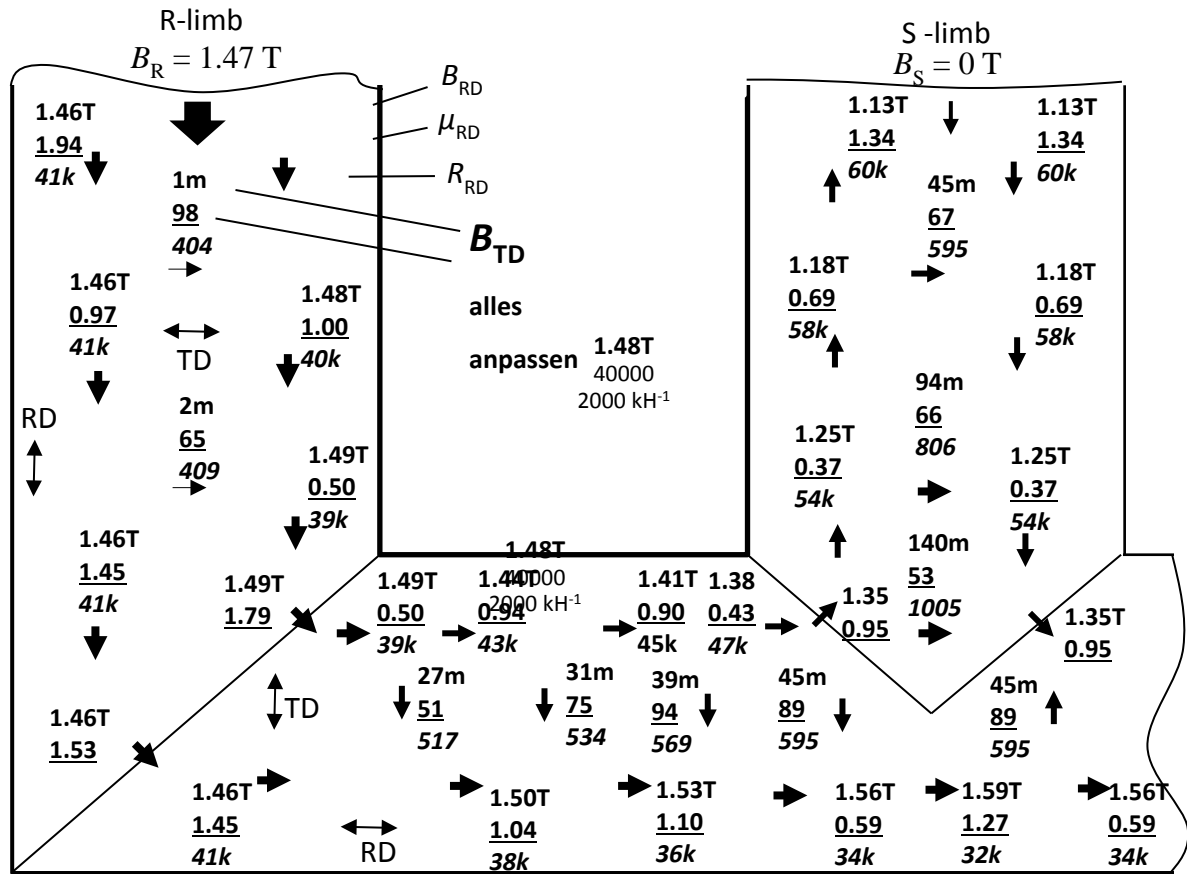 R-limb
B_R = 1.47 T
S -limb
B_S = 0 T
B_RD
μ_RD
R_RD
B_TD
alles
anpassen
1.48T
40000
2000 kH⁻¹
1.46T
1.94
41k
1m
98
404
1.46T
0.97
41k
TD
1.48T
1.00
40k
RD
2m
65
409
1.49T
0.50
39k
1.46T
1.45
41k
1.49T
1.79
1.46T
1.53
1.13T
1.34
60k
1.13T
1.34
60k
45m
67
595
1.18T
0.69
58k
1.18T
0.69
58k
94m
66
806
1.25T
0.37
54k
1.25T
0.37
54k
140m
53
1005
1.35
0.95
1.35T
0.95
1.48T
40000
2000 kH⁻¹
1.49T
0.50
39k
1.44T
0.94
43k
1.41T
0.90
45k
1.38
0.43
47k
TD
27m
51
517
31m
75
534
39m
94
569
45m
89
595
45m
89
595
1.46T
1.45
41k
RD
1.50T
1.04
38k
1.53T
1.10
36k
1.56T
0.59
34k
1.59T
1.27
32k
1.56T
0.59
34k